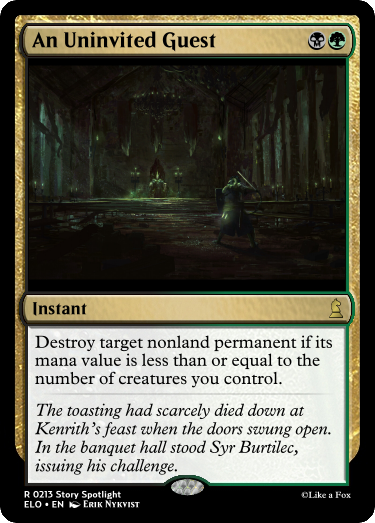 An Uninvited Guest
Instant
Destroy target nonland permanent if its
mana value is less than or equal to the
number of creatures you control.
The toasting had scarcely died down at
Kenrith's feast when the doors swung open.
In the banquet hall stood Syr Burtilec,
issuing his challenge.
R 0213 Story Spotlight
ELO • EN Erik Nykvist
©Like a Fox